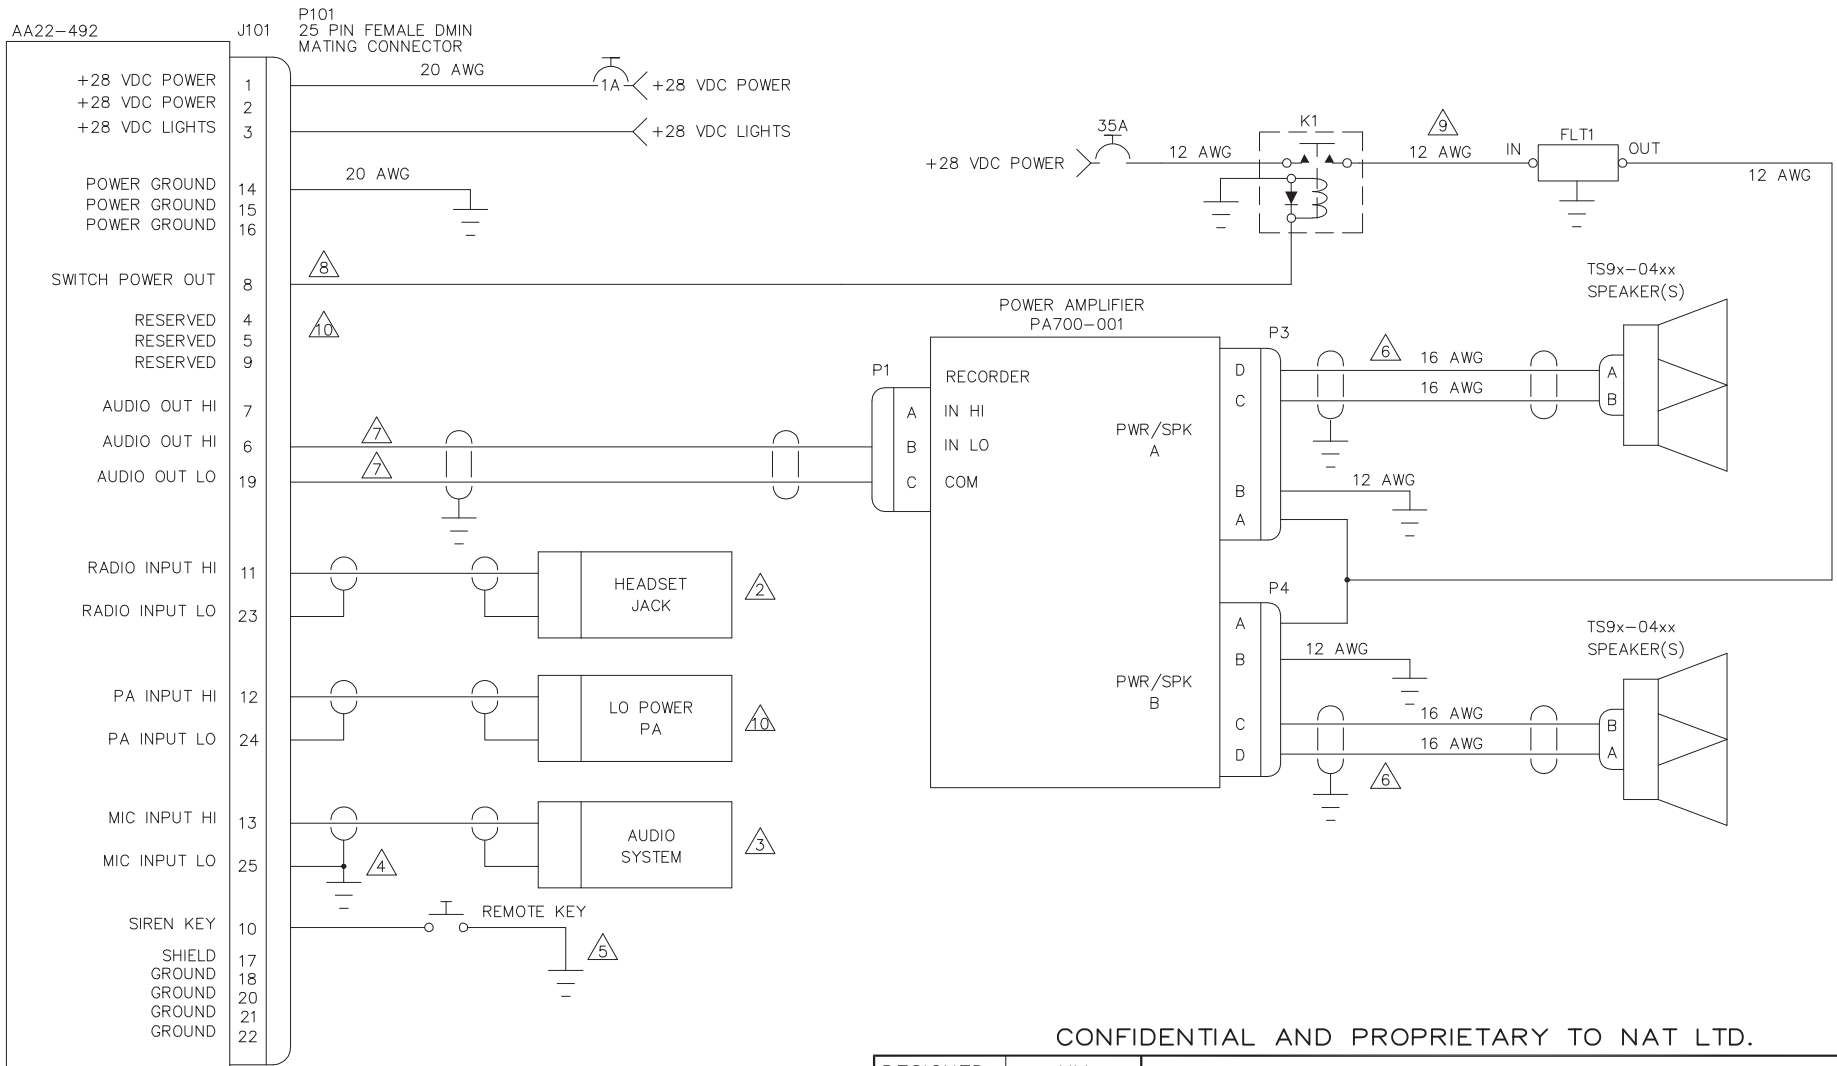 AA22-492
J101
P101
25 PIN FEMALE DMIN
MATING CONNECTOR
+28 VDC POWER 1
+28 VDC POWER 2
+28 VDC LIGHTS 3
20 AWG
1A
+28 VDC POWER
+28 VDC LIGHTS
POWER GROUND 14
POWER GROUND 15
POWER GROUND 16
20 AWG
SWITCH POWER OUT 8
8
RESERVED 4
RESERVED 5
RESERVED 9
10
AUDIO OUT HI 7
AUDIO OUT HI 6
AUDIO OUT LO 19
7
7
RADIO INPUT HI 11
RADIO INPUT LO 23
HEADSET
JACK
2
PA INPUT HI 12
PA INPUT LO 24
LO POWER
PA
10
MIC INPUT HI 13
MIC INPUT LO 25
4
AUDIO
SYSTEM
3
SIREN KEY 10
REMOTE KEY
5
SHIELD 17
GROUND 18
GROUND 20
GROUND 21
GROUND 22
+28 VDC POWER
35A
12 AWG
K1
9
12 AWG
IN
FLT1
OUT
12 AWG
POWER AMPLIFIER
PA700-001
P1
RECORDER
A IN HI
B IN LO
C COM
PWR/SPK
A
PWR/SPK
B
P3
D
C
B
A
6
16 AWG
16 AWG
12 AWG
TS9x-04xx
SPEAKER(S)
A
B
P4
A
B
C
D
12 AWG
16 AWG
16 AWG
6
TS9x-04xx
SPEAKER(S)
B
A
CONFIDENTIAL AND PROPRIETARY TO NAT LTD.